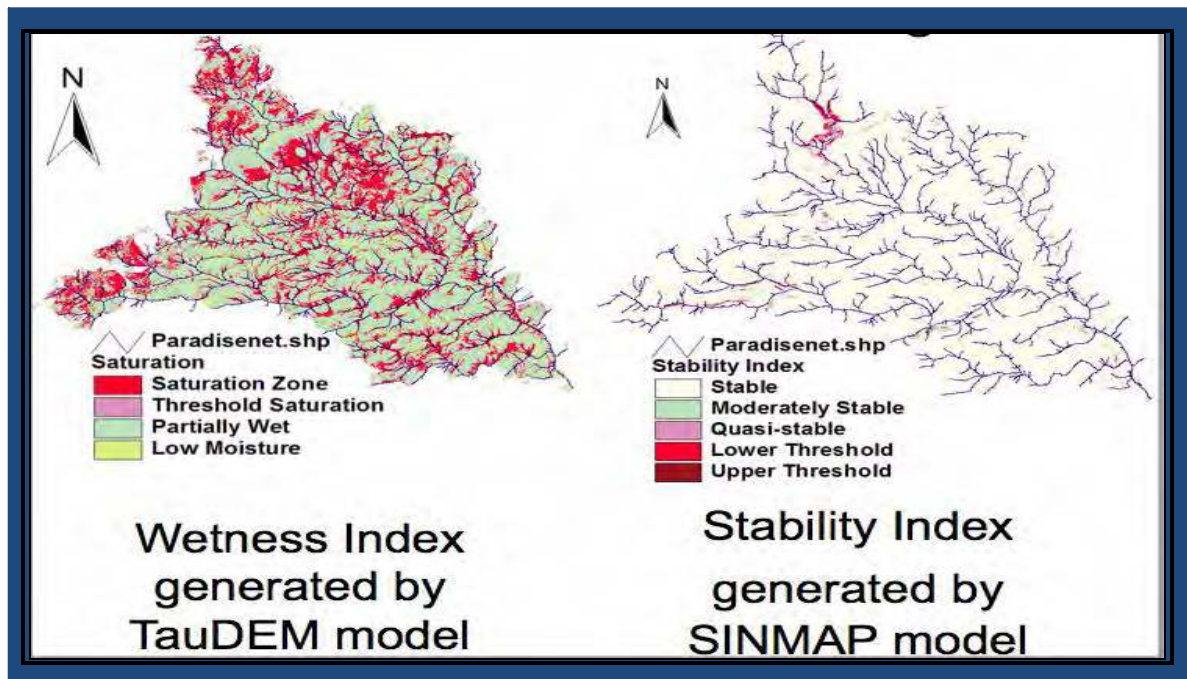 N
Paradisenet.shp
Saturation
Saturation Zone
Threshold Saturation
Partially Wet
Low Moisture
Wetness Index
generated by
TauDEM model
N
Paradisenet.shp
Stability Index
Stable
Moderately Stable
Quasi-stable
Lower Threshold
Upper Threshold
Stability Index
generated by
SINMAP model